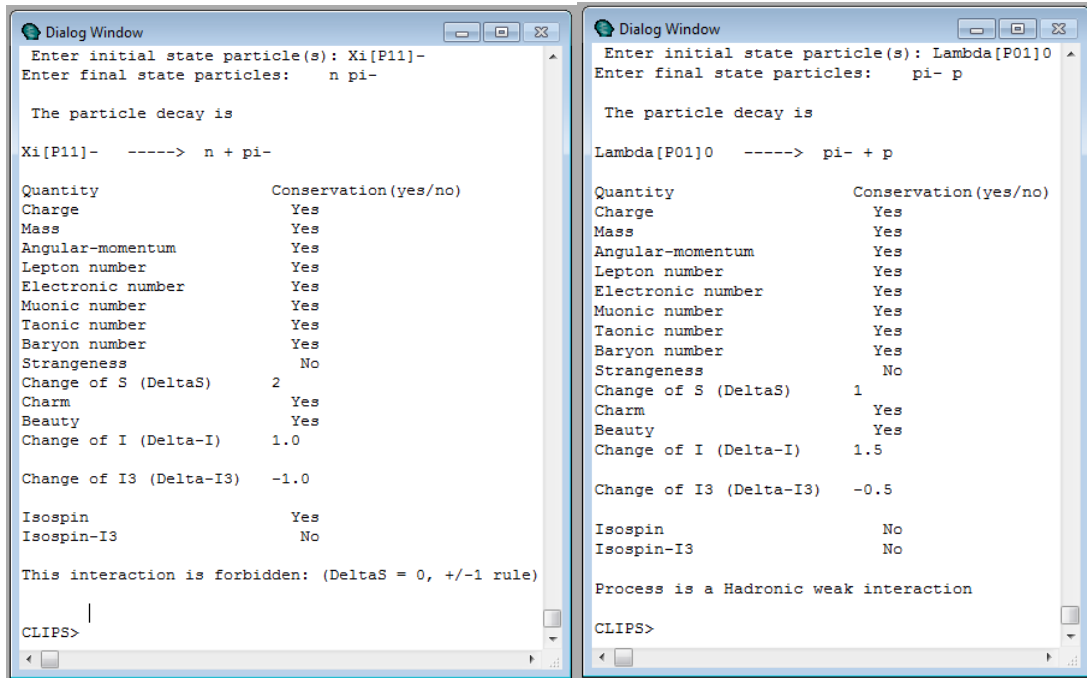 Dialog Window
Enter initial state particle(s): Xi[P11]-
Enter final state particles: n pi-
The particle decay is
Xi[P11]- -----> n + pi-
Quantity Conservation(yes/no)
Charge Yes
Mass Yes
Angular-momentum Yes
Lepton number Yes
Electronic number Yes
Muonic number Yes
Taonic number Yes
Baryon number Yes
Strangeness No
Change of S (DeltaS) 2
Charm Yes
Beauty Yes
Change of I (Delta-I) 1.0
Change of I3 (Delta-I3) -1.0
Isospin Yes
Isospin-I3 No
This interaction is forbidden: (DeltaS = 0, +/-1 rule)
CLIPS>
Dialog Window
Enter initial state particle(s): Lambda[P01]0
Enter final state particles: pi- p
The particle decay is
Lambda[P01]0 -----> pi- + p
Quantity Conservation(yes/no)
Charge Yes
Mass Yes
Angular-momentum Yes
Lepton number Yes
Electronic number Yes
Muonic number Yes
Taonic number Yes
Baryon number Yes
Strangeness No
Change of S (DeltaS) 1
Charm Yes
Beauty Yes
Change of I (Delta-I) 1.5
Change of I3 (Delta-I3) -0.5
Isospin No
Isospin-I3 No
Process is a Hadronic weak interaction
CLIPS>